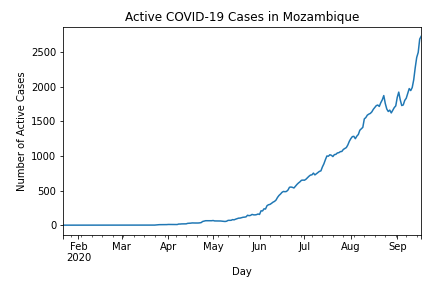 Active COVID-19 Cases in Mozambique
Number of Active Cases
2500
2000
1500
1000
500
0
Feb Mar Apr May Jun Jul Aug Sep
2020
Day